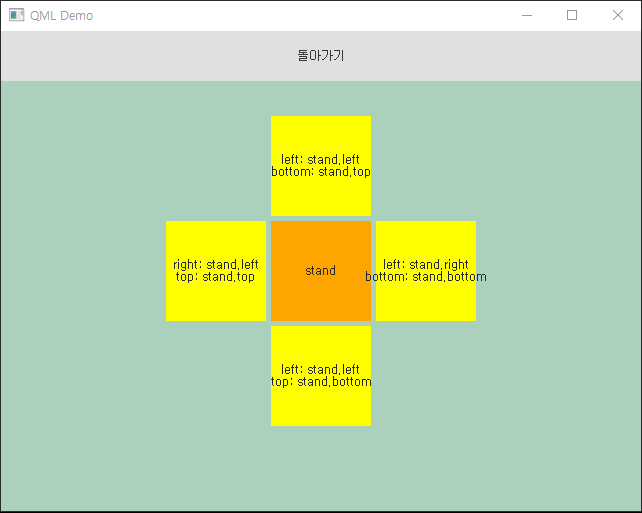 QML Demo
돌아가기
left: stand.left
bottom: stand.top
right: stand.left
top: stand.top
stand
left: stand.right
bottom: stand.bottom
left: stand.left
top: stand.bottom